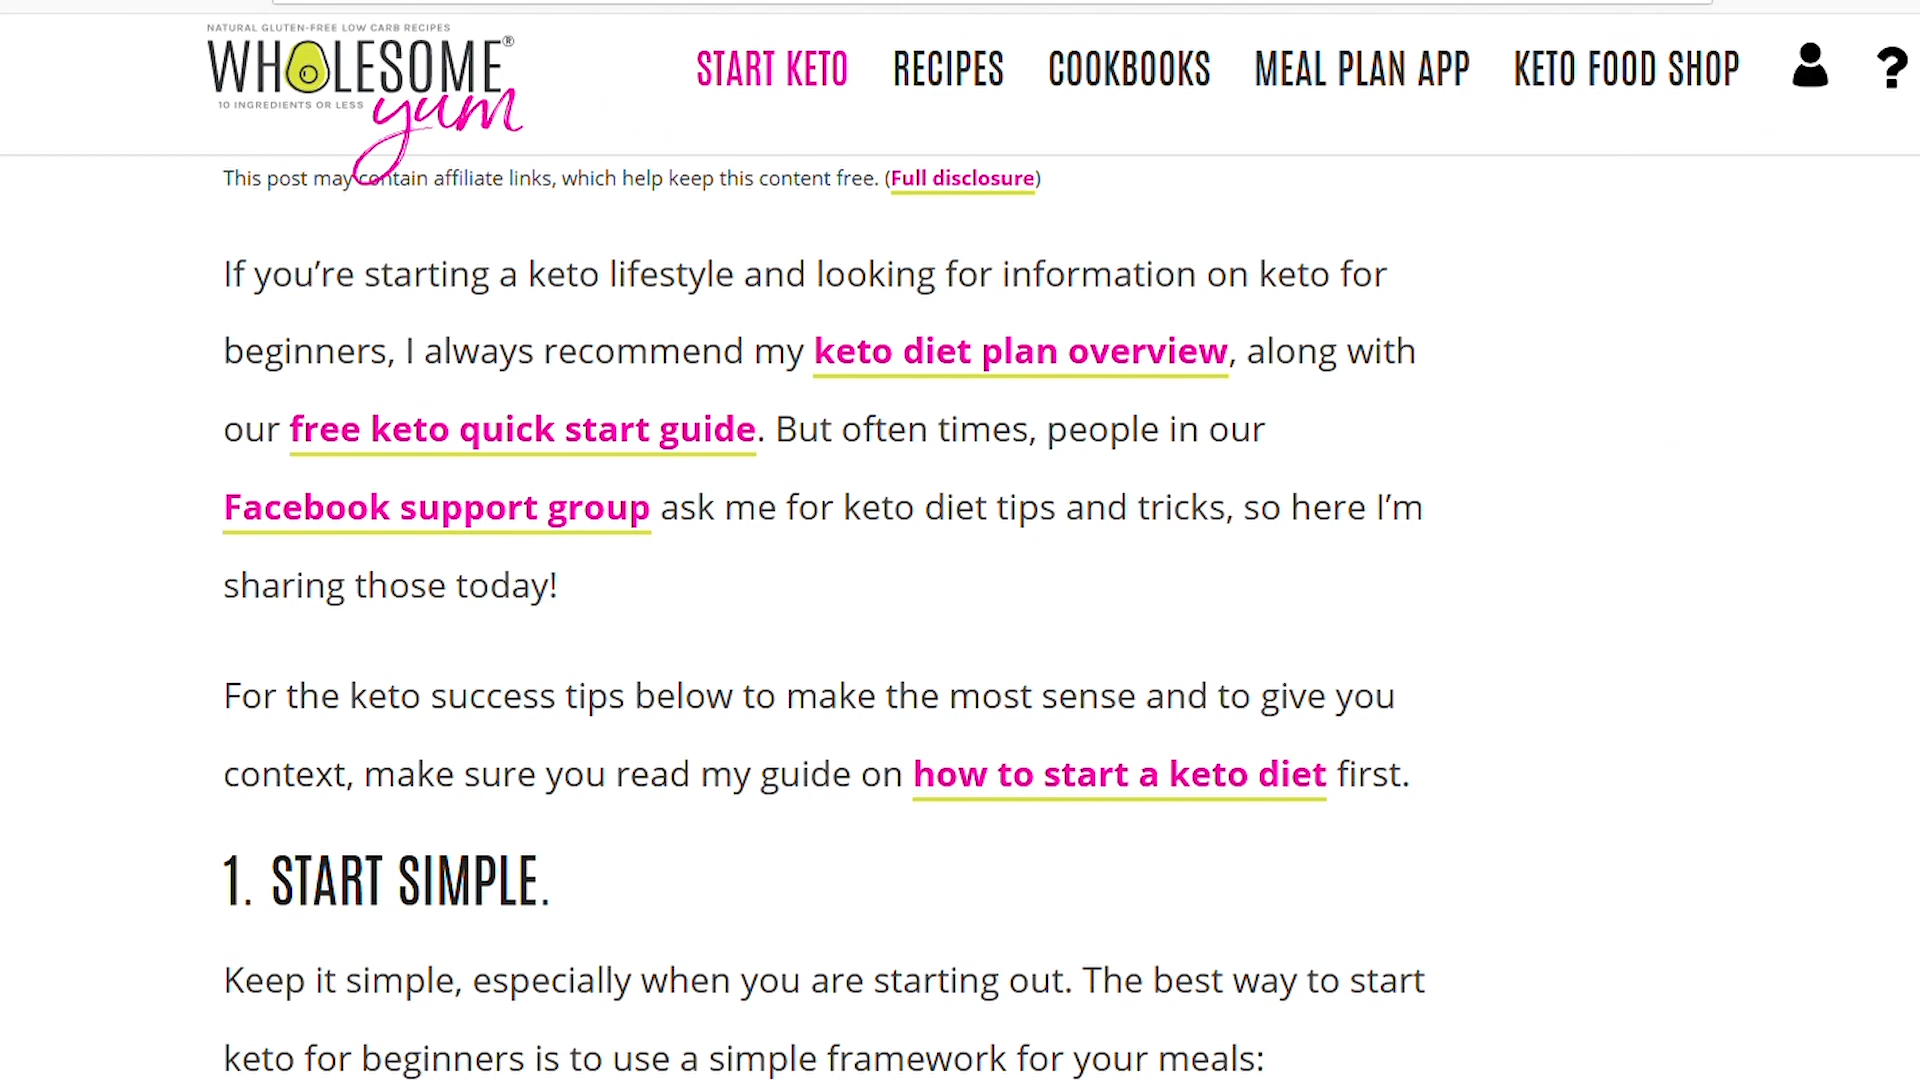 NATURAL GLUTEN-FREE LOW CARB RECIPES
WHOLESOME®
10 INGREDIENTS OR LESS
yum
START KETO RECIPES COOKBOOKS MEAL PLAN APP KETO FOOD SHOP ?
This post may contain affiliate links, which help keep this content free. (Full disclosure)
If you’re starting a keto lifestyle and looking for information on keto for
beginners, I always recommend my keto diet plan overview, along with
our free keto quick start guide. But often times, people in our
Facebook support group ask me for keto diet tips and tricks, so here I’m
sharing those today!
For the keto success tips below to make the most sense and to give you
context, make sure you read my guide on how to start a keto diet first.
1. START SIMPLE.
Keep it simple, especially when you are starting out. The best way to start
keto for beginners is to use a simple framework for your meals: